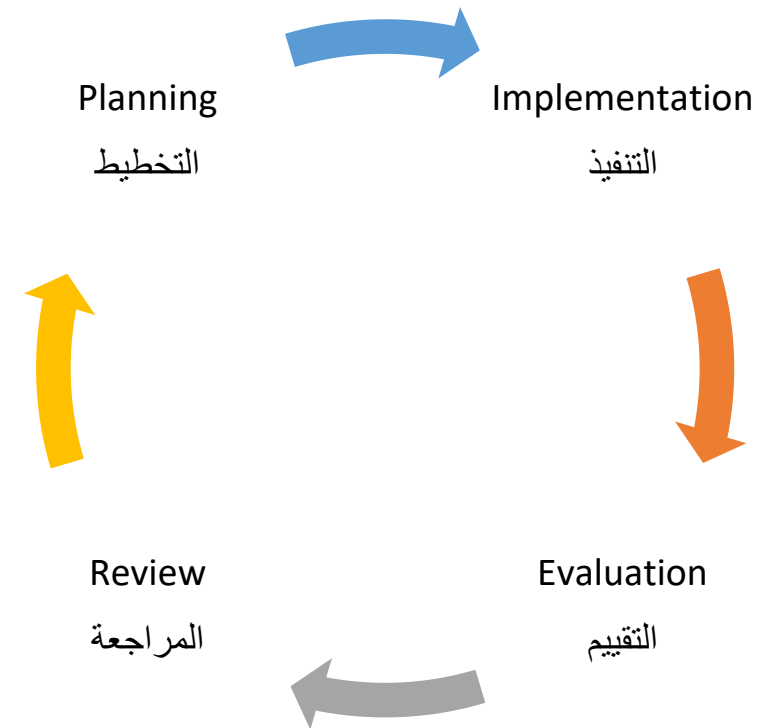 Planning
التخطيط
Implementation
التنفيذ
Evaluation
التقييم
Review
المراجعة